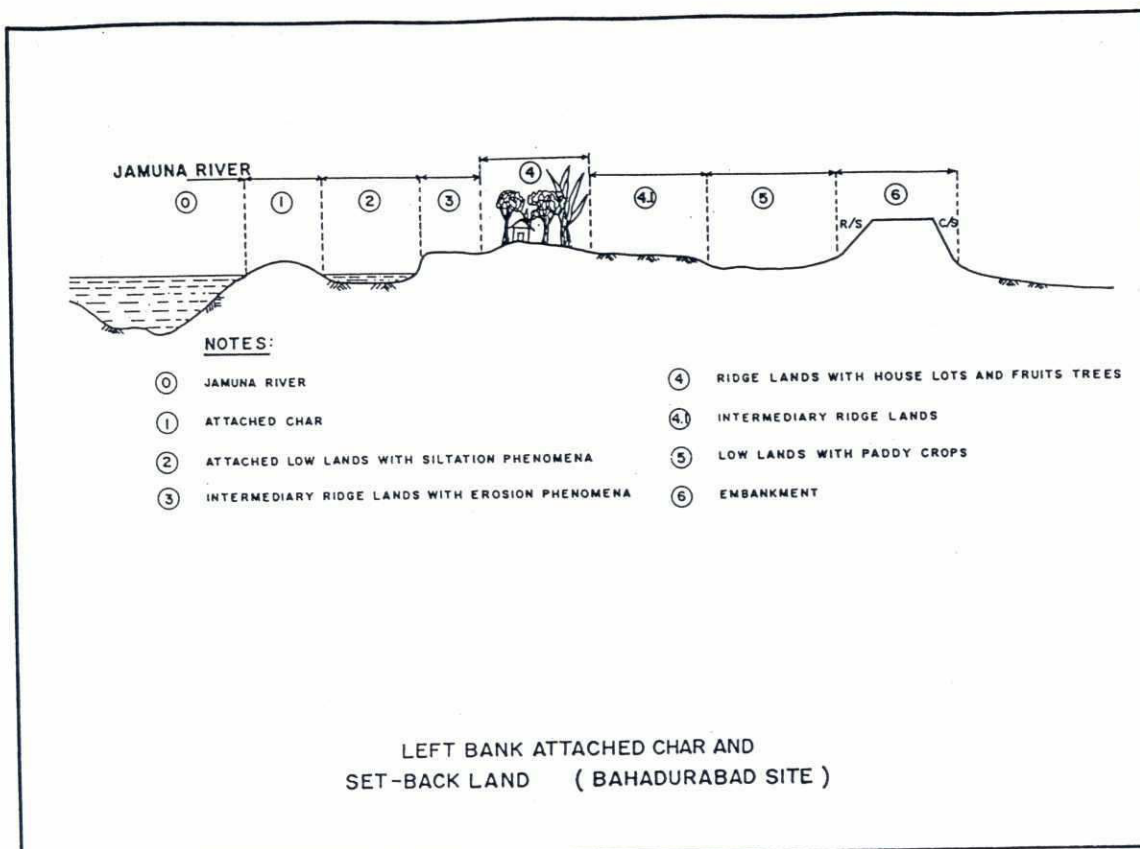 JAMUNA RIVER
0 1 2 3 4 4.1 5 6
R/S C/S
NOTES:
0 JAMUNA RIVER
1 ATTACHED CHAR
2 ATTACHED LOW LANDS WITH SILTATION PHENOMENA
3 INTERMEDIARY RIDGE LANDS WITH EROSION PHENOMENA
4 RIDGE LANDS WITH HOUSE LOTS AND FRUITS TREES
4.1 INTERMEDIARY RIDGE LANDS
5 LOW LANDS WITH PADDY CROPS
6 EMBANKMENT
LEFT BANK ATTACHED CHAR AND
SET-BACK LAND ( BAHADURABAD SITE )